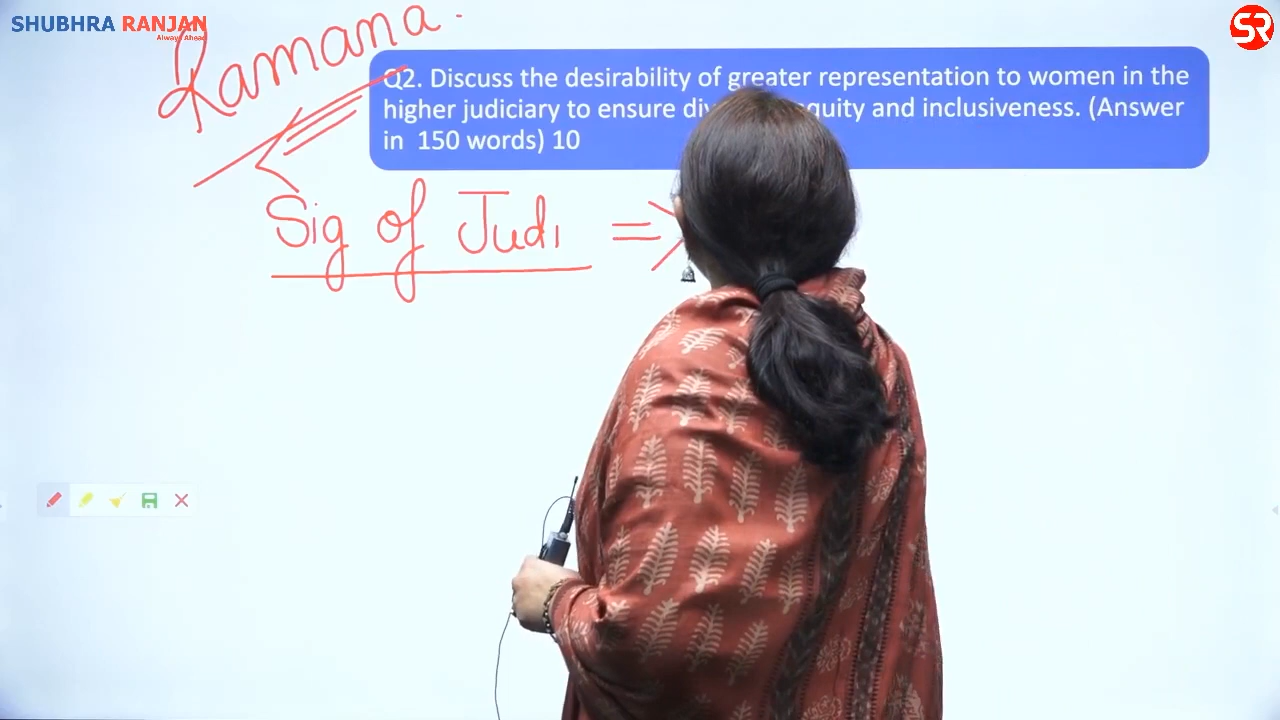 SHUBHRA RANJAN
Always Ahead
SR
Ramana
Q2. Discuss the desirability of greater representation to women in the
higher judiciary to ensure equity and inclusiveness. (Answer
in 150 words) 10
Sig of Judi =>